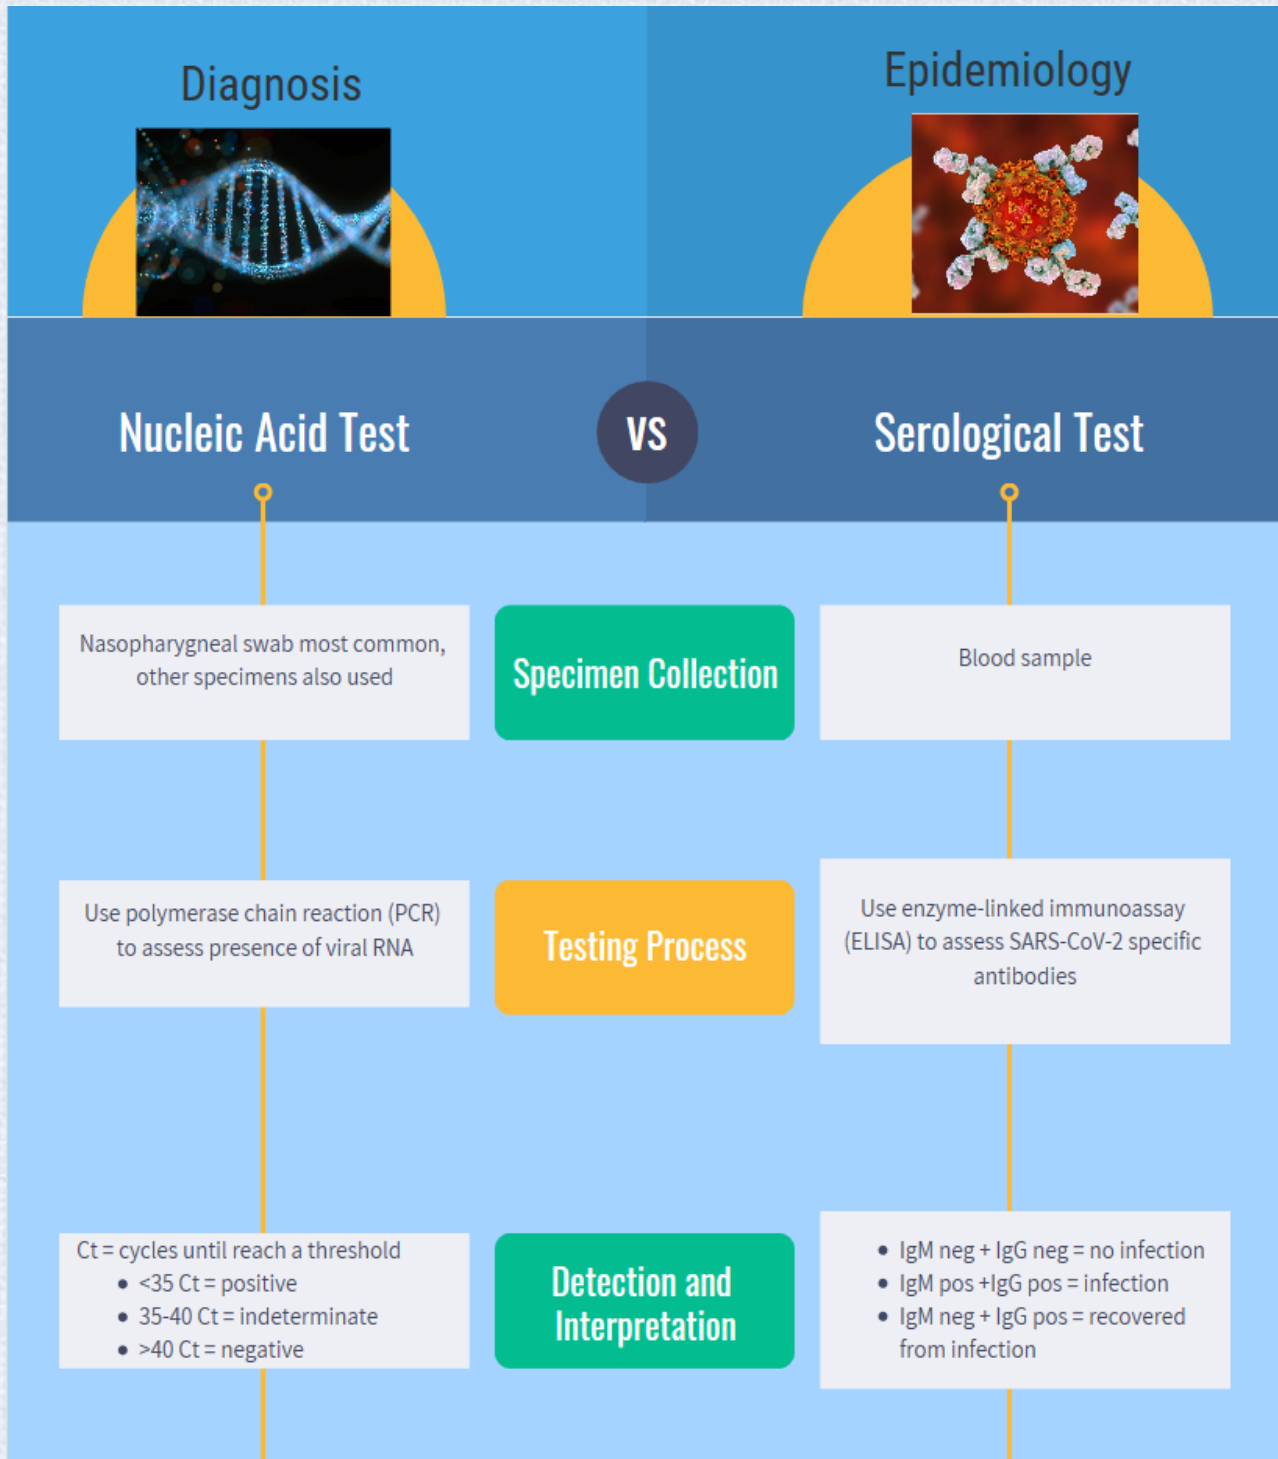 Diagnosis
Epidemiology
Nucleic Acid Test
VS
Serological Test
Nasopharygneal swab most common,
other specimens also used
Specimen Collection
Blood sample
Use polymerase chain reaction (PCR)
to assess presence of viral RNA
Testing Process
Use enzyme-linked immunoassay
(ELISA) to assess SARS-CoV-2 specific
antibodies
Ct = cycles until reach a threshold
• <35 Ct = positive
• 35-40 Ct = indeterminate
• >40 Ct = negative
Detection and
Interpretation
• IgM neg + IgG neg = no infection
• IgM pos +IgG pos = infection
• IgM neg + IgG pos = recovered
from infection